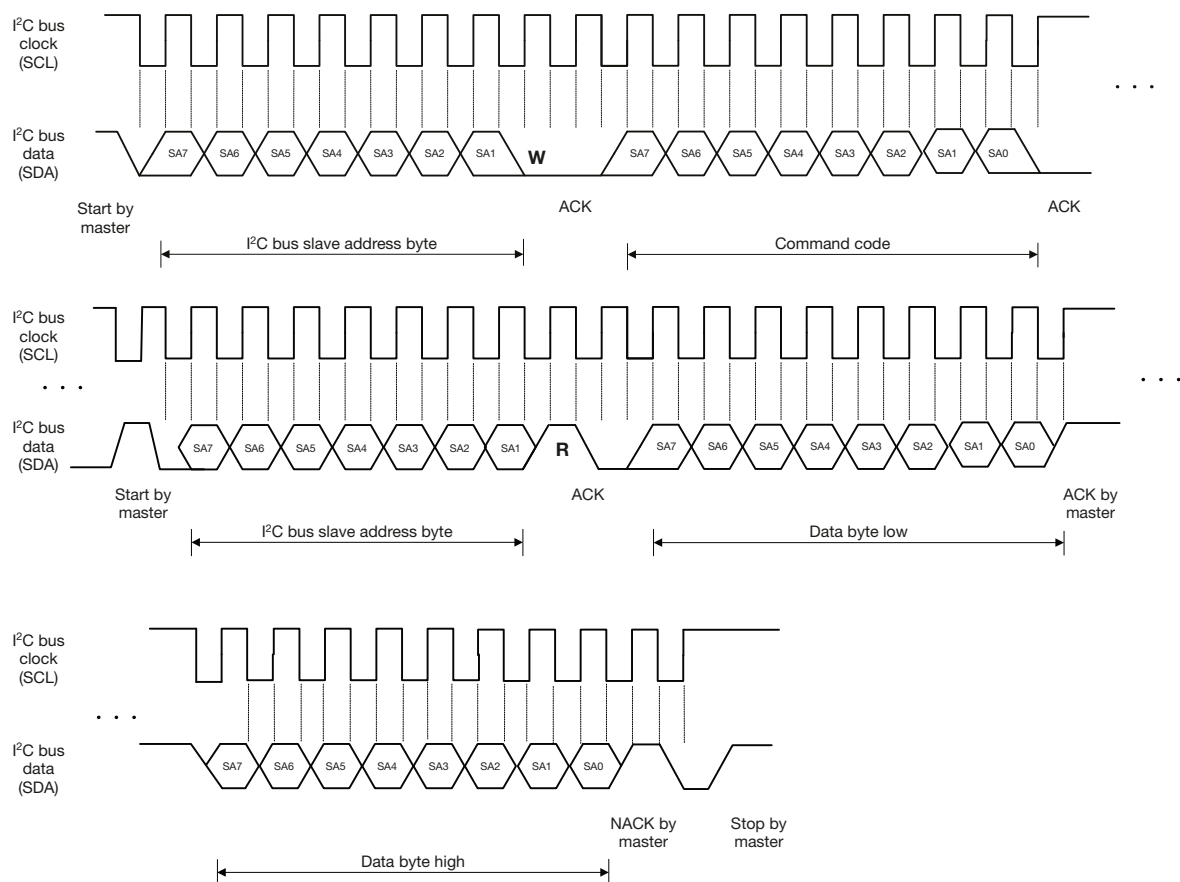 I²C bus
clock
(SCL)
. . .
I²C bus
data
(SDA)
SA7 SA6 SA5 SA4 SA3 SA2 SA1 W SA7 SA6 SA5 SA4 SA3 SA2 SA1 SA0
Start by
master
ACK
ACK
I²C bus slave address byte
Command code
I²C bus
clock
(SCL)
. . .
. . .
I²C bus
data
(SDA)
SA7 SA6 SA5 SA4 SA3 SA2 SA1 R SA7 SA6 SA5 SA4 SA3 SA2 SA1 SA0
Start by
master
ACK
ACK by
master
I²C bus slave address byte
Data byte low
I²C bus
clock
(SCL)
. . .
I²C bus
data
(SDA)
SA7 SA6 SA5 SA4 SA3 SA2 SA1 SA0
NACK by
master
Stop by
master
Data byte high